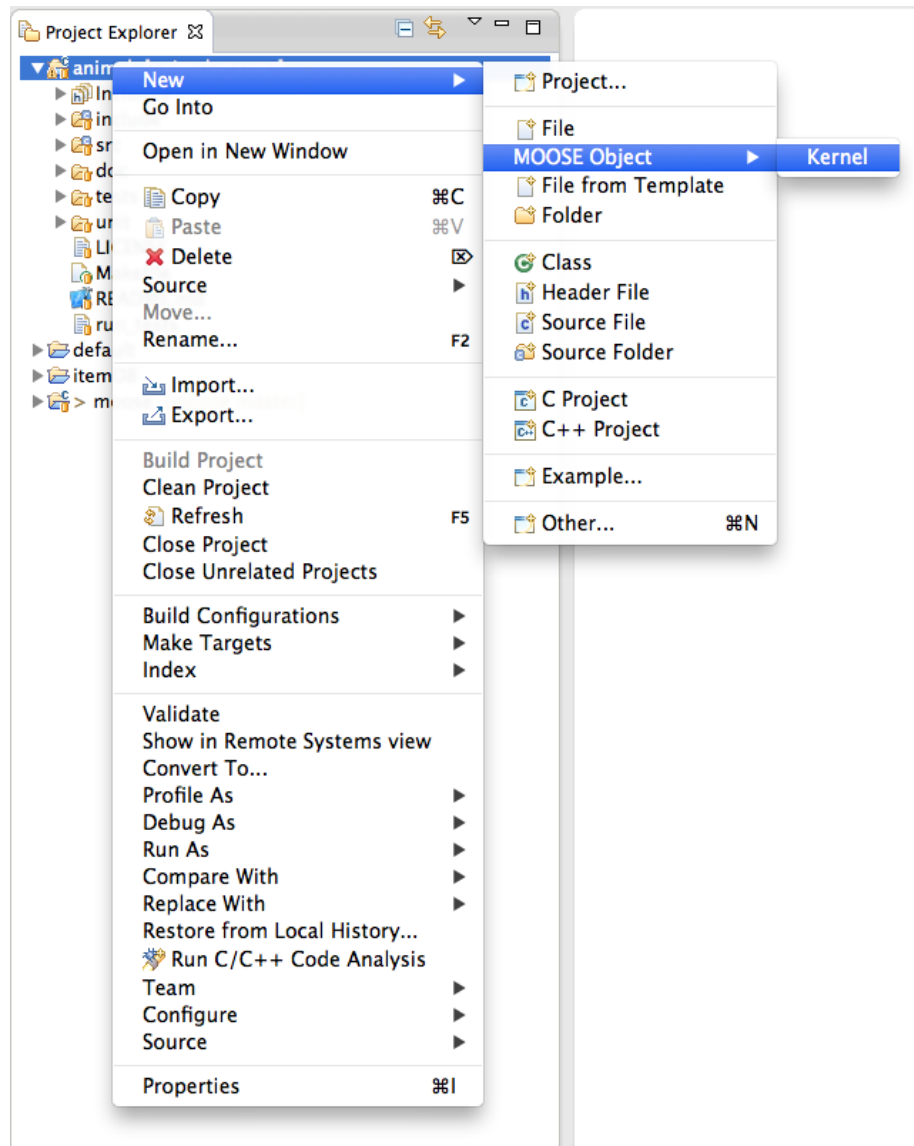 Project Explorer
New
Go Into
Open in New Window
Copy ⌘C
Paste ⌘V
Delete ⌦
Source
Move...
Rename... F2
Import...
Export...
Build Project
Clean Project
Refresh F5
Close Project
Close Unrelated Projects
Build Configurations
Make Targets
Index
Validate
Show in Remote Systems view
Convert To...
Profile As
Debug As
Run As
Compare With
Replace With
Restore from Local History...
Run C/C++ Code Analysis
Team
Configure
Source
Properties ⌘I
Project...
File
MOOSE Object
File from Template
Folder
Class
Header File
Source File
Source Folder
C Project
C++ Project
Example...
Other... ⌘N
Kernel